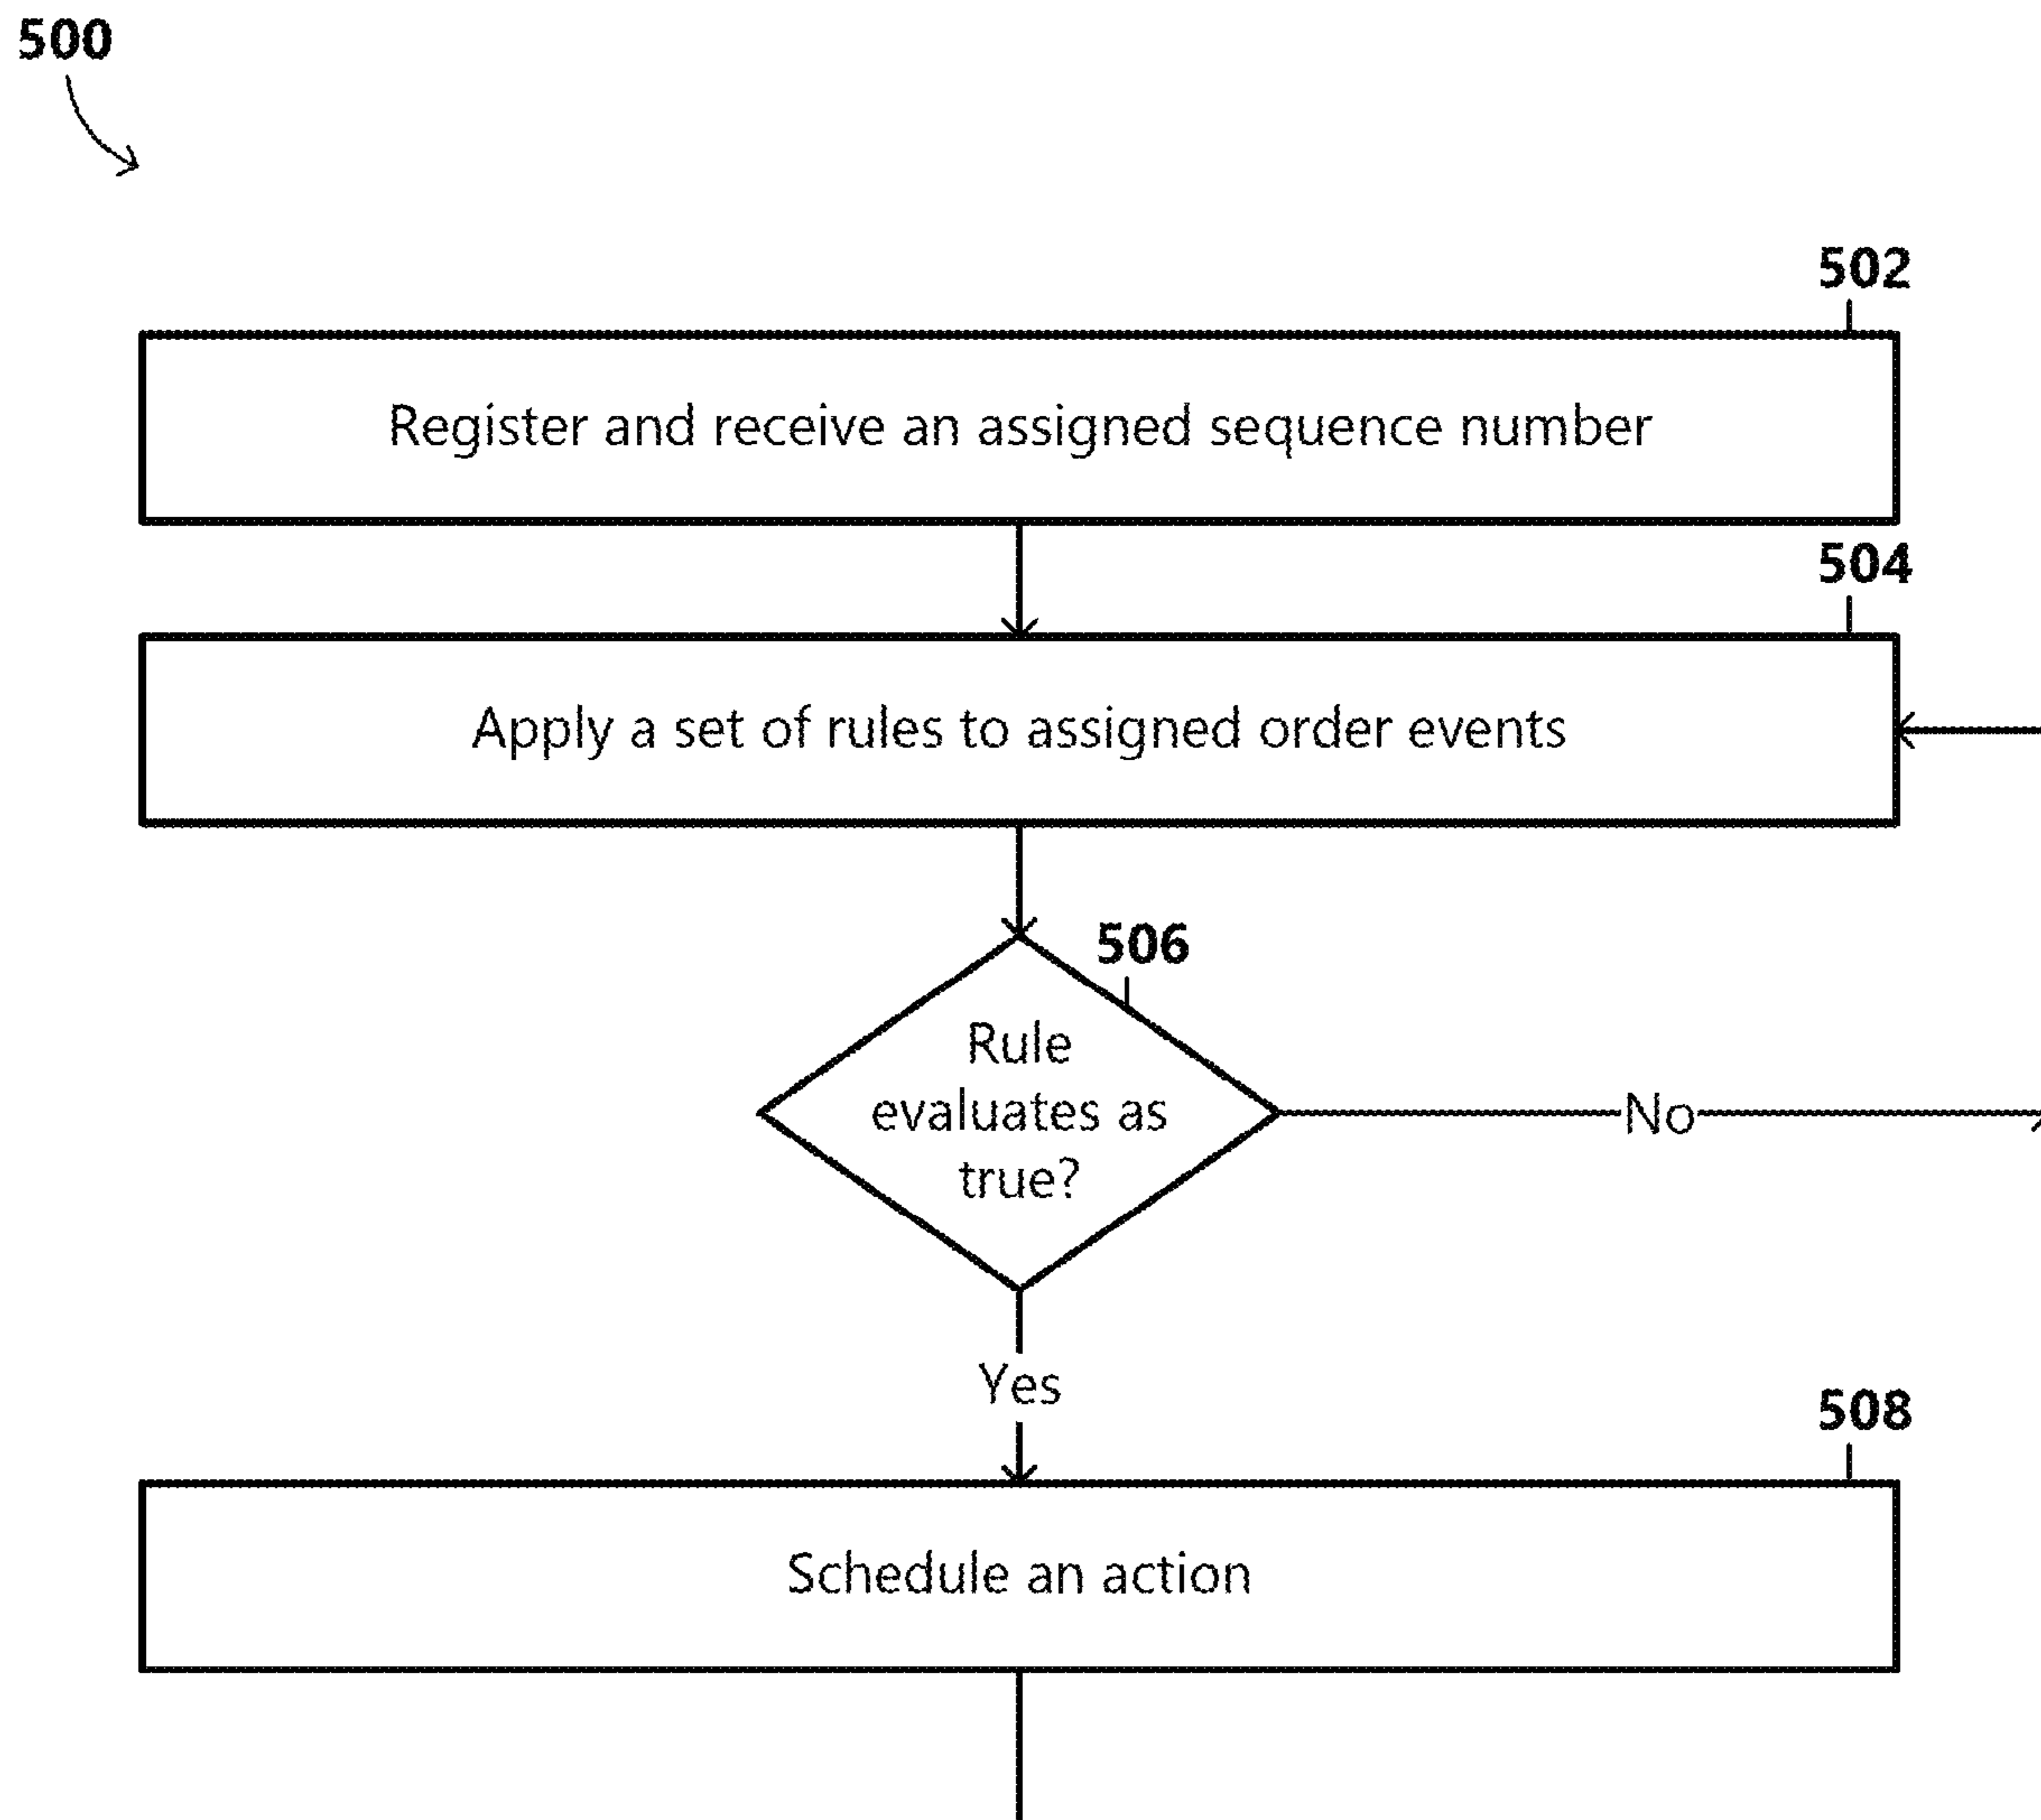 500
502
Register and receive an assigned sequence number
504
Apply a set of rules to assigned order events
506
Rule
evaluates as
true?
No
Yes
508
Schedule an action